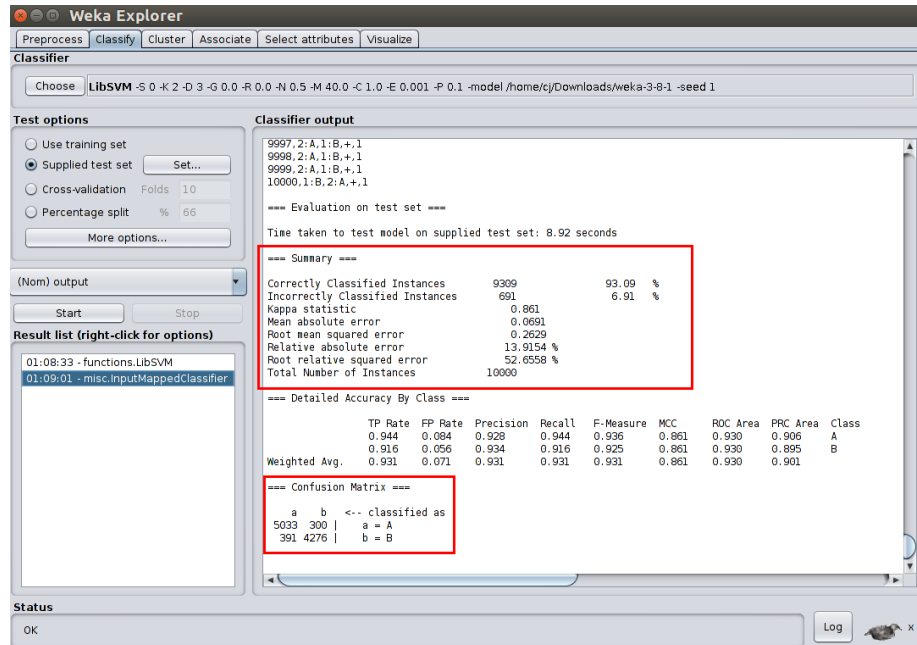 Weka Explorer
Preprocess Classify Cluster Associate Select attributes Visualize
Classifier
Choose LibSVM -S 0 -K 2 -D 3 -G 0.0 -R 0.0 -N 0.5 -M 40.0 -C 1.0 -E 0.001 -P 0.1 -model /home/cj/Downloads/weka-3-8-1 -seed 1
Test options
Use training set
Supplied test set Set...
Cross-validation Folds 10
Percentage split % 66
More options...
(Nom) output
Start Stop
Result list (right-click for options)
01:08:33 - functions.LibSVM
01:09:01 - misc.InputMappedClassifier
Classifier output
9997,2:A,1:B,+,1
9998,2:A,1:B,+,1
9999,2:A,1:B,+,1
10000,1:B,2:A,+,1
=== Evaluation on test set ===
Time taken to test model on supplied test set: 8.92 seconds
=== Summary ===
Correctly Classified Instances 9309 93.09 %
Incorrectly Classified Instances 691 6.91 %
Kappa statistic 0.861
Mean absolute error 0.0691
Root mean squared error 0.2629
Relative absolute error 13.9154 %
Root relative squared error 52.6558 %
Total Number of Instances 10000
=== Detailed Accuracy By Class ===
TP Rate FP Rate Precision Recall F-Measure MCC ROC Area PRC Area Class
0.944 0.084 0.928 0.944 0.936 0.861 0.930 0.906 A
0.916 0.056 0.934 0.916 0.925 0.861 0.930 0.895 B
Weighted Avg. 0.931 0.071 0.931 0.931 0.931 0.861 0.930 0.901
=== Confusion Matrix ===
a b <-- classified as
5033 300 | a = A
391 4276 | b = B
Status
OK
Log
x